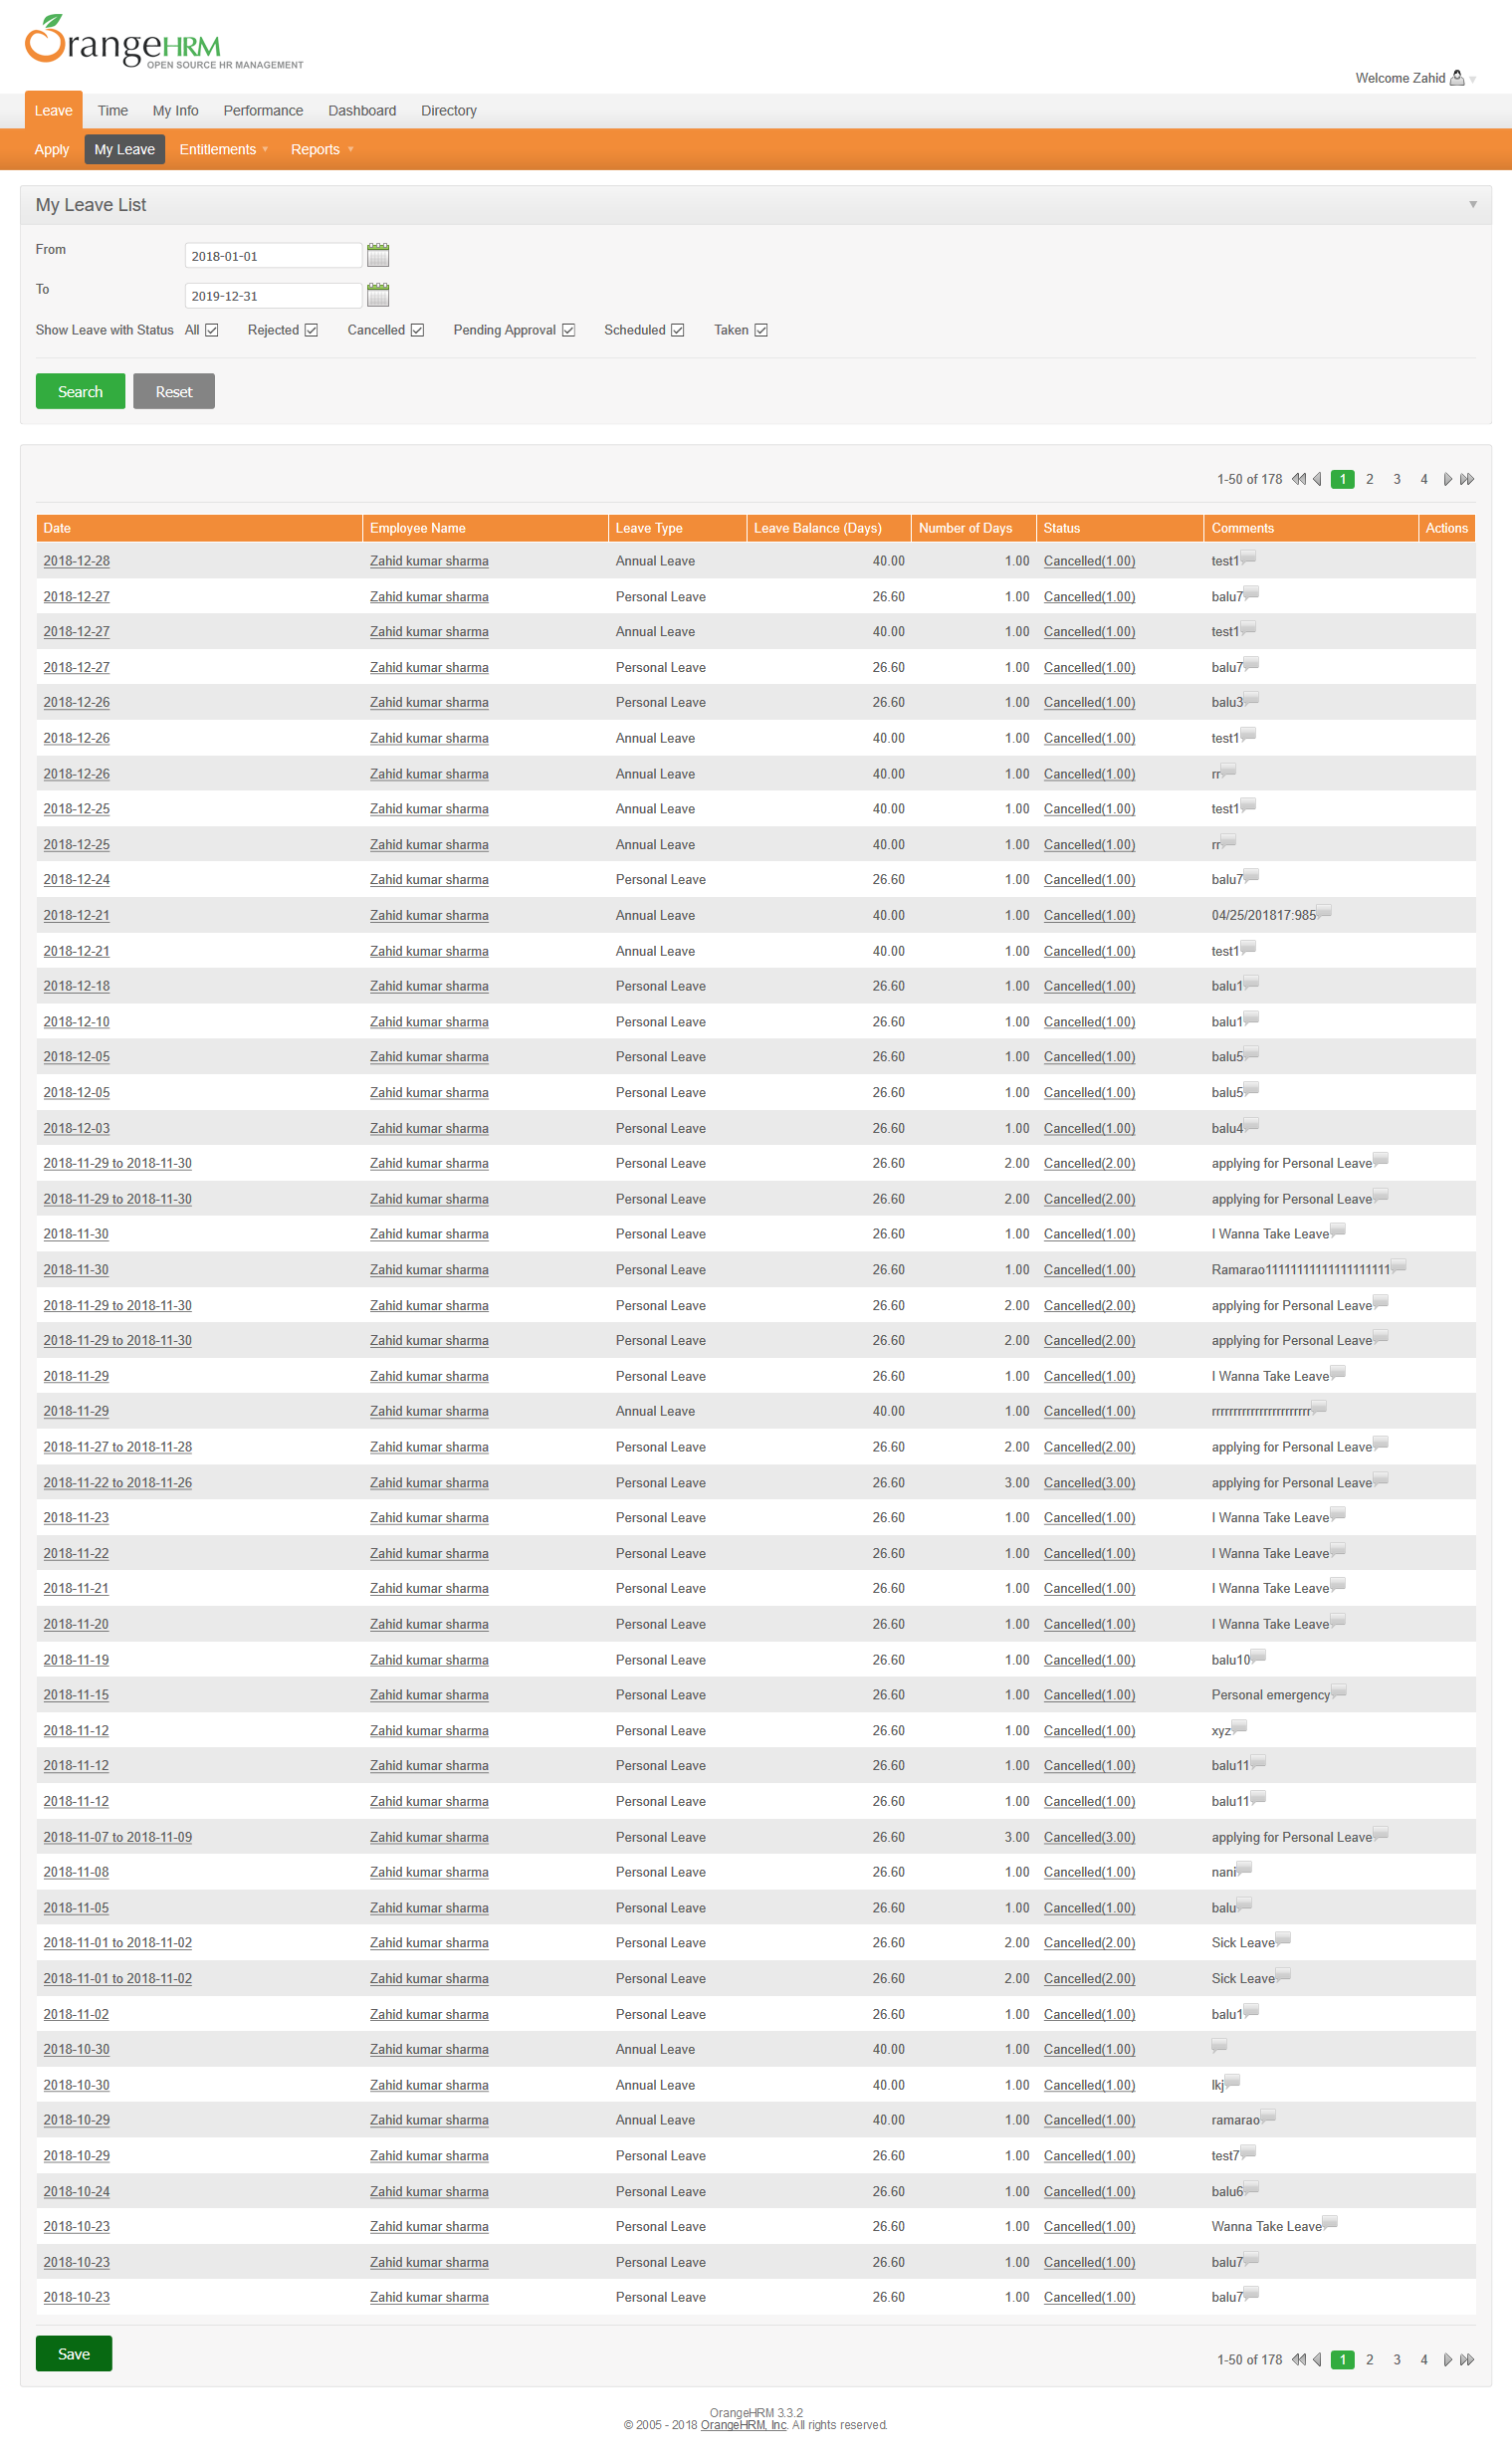 OrangeHRM
OPEN SOURCE HR MANAGEMENT
Welcome Zahid
Leave Time My Info Performance Dashboard Directory
Apply My Leave Entitlements Reports
My Leave List
From 2018-01-01
To 2019-12-31
Show Leave with Status All Rejected Cancelled Pending Approval Scheduled Taken
Search Reset
1-50 of 178 1 2 3 4
Date Employee Name Leave Type Leave Balance (Days) Number of Days Status Comments Actions
2018-12-28 Zahid kumar sharma Annual Leave 40.00 1.00 Cancelled(1.00) test1
2018-12-27 Zahid kumar sharma Personal Leave 26.60 1.00 Cancelled(1.00) balu7
2018-12-27 Zahid kumar sharma Annual Leave 40.00 1.00 Cancelled(1.00) test1
2018-12-27 Zahid kumar sharma Personal Leave 26.60 1.00 Cancelled(1.00) balu7
2018-12-26 Zahid kumar sharma Personal Leave 26.60 1.00 Cancelled(1.00) balu3
2018-12-26 Zahid kumar sharma Annual Leave 40.00 1.00 Cancelled(1.00) test1
2018-12-26 Zahid kumar sharma Annual Leave 40.00 1.00 Cancelled(1.00) rr
2018-12-25 Zahid kumar sharma Annual Leave 40.00 1.00 Cancelled(1.00) test1
2018-12-25 Zahid kumar sharma Annual Leave 40.00 1.00 Cancelled(1.00) rr
2018-12-24 Zahid kumar sharma Personal Leave 26.60 1.00 Cancelled(1.00) balu7
2018-12-21 Zahid kumar sharma Annual Leave 40.00 1.00 Cancelled(1.00) 04/25/201817:985
2018-12-21 Zahid kumar sharma Annual Leave 40.00 1.00 Cancelled(1.00) test1
2018-12-18 Zahid kumar sharma Personal Leave 26.60 1.00 Cancelled(1.00) balu1
2018-12-10 Zahid kumar sharma Personal Leave 26.60 1.00 Cancelled(1.00) balu1
2018-12-05 Zahid kumar sharma Personal Leave 26.60 1.00 Cancelled(1.00) balu5
2018-12-05 Zahid kumar sharma Personal Leave 26.60 1.00 Cancelled(1.00) balu5
2018-12-03 Zahid kumar sharma Personal Leave 26.60 1.00 Cancelled(1.00) balu4
2018-11-29 to 2018-11-30 Zahid kumar sharma Personal Leave 26.60 2.00 Cancelled(2.00) applying for Personal Leave
2018-11-29 to 2018-11-30 Zahid kumar sharma Personal Leave 26.60 2.00 Cancelled(2.00) applying for Personal Leave
2018-11-30 Zahid kumar sharma Personal Leave 26.60 1.00 Cancelled(1.00) I Wanna Take Leave
2018-11-30 Zahid kumar sharma Personal Leave 26.60 1.00 Cancelled(1.00)
2018-11-29 to 2018-11-30 Zahid kumar sharma Personal Leave 26.60 2.00 Cancelled(2.00) applying for Personal Leave
2018-11-29 to 2018-11-30 Zahid kumar sharma Personal Leave 26.60 2.00 Cancelled(2.00) applying for Personal Leave
2018-11-29 Zahid kumar sharma Personal Leave 26.60 1.00 Cancelled(1.00) I Wanna Take Leave
2018-11-29 Zahid kumar sharma Annual Leave 40.00 1.00 Cancelled(1.00)
2018-11-27 to 2018-11-28 Zahid kumar sharma Personal Leave 26.60 2.00 Cancelled(2.00) applying for Personal Leave
2018-11-22 to 2018-11-26 Zahid kumar sharma Personal Leave 26.60 3.00 Cancelled(3.00) applying for Personal Leave
2018-11-23 Zahid kumar sharma Personal Leave 26.60 1.00 Cancelled(1.00) I Wanna Take Leave
2018-11-22 Zahid kumar sharma Personal Leave 26.60 1.00 Cancelled(1.00) I Wanna Take Leave
2018-11-21 Zahid kumar sharma Personal Leave 26.60 1.00 Cancelled(1.00) I Wanna Take Leave
2018-11-20 Zahid kumar sharma Personal Leave 26.60 1.00 Cancelled(1.00) I Wanna Take Leave
2018-11-19 Zahid kumar sharma Personal Leave 26.60 1.00 Cancelled(1.00) balu10
2018-11-15 Zahid kumar sharma Personal Leave 26.60 1.00 Cancelled(1.00) Personal emergency
2018-11-12 Zahid kumar sharma Personal Leave 26.60 1.00 Cancelled(1.00) xyz
2018-11-12 Zahid kumar sharma Personal Leave 26.60 1.00 Cancelled(1.00) balu11
2018-11-12 Zahid kumar sharma Personal Leave 26.60 1.00 Cancelled(1.00) balu11
2018-11-07 to 2018-11-09 Zahid kumar sharma Personal Leave 26.60 3.00 Cancelled(3.00) applying for Personal Leave
2018-11-08 Zahid kumar sharma Personal Leave 26.60 1.00 Cancelled(1.00) nani
2018-11-05 Zahid kumar sharma Personal Leave 26.60 1.00 Cancelled(1.00) balu
2018-11-01 to 2018-11-02 Zahid kumar sharma Personal Leave 26.60 2.00 Cancelled(2.00) Sick Leave
2018-11-01 to 2018-11-02 Zahid kumar sharma Personal Leave 26.60 2.00 Cancelled(2.00) Sick Leave
2018-11-02 Zahid kumar sharma Personal Leave 26.60 1.00 Cancelled(1.00) balu1
2018-10-30 Zahid kumar sharma Annual Leave 40.00 1.00 Cancelled(1.00)
2018-10-30 Zahid kumar sharma Annual Leave 40.00 1.00 Cancelled(1.00) lkj
2018-10-29 Zahid kumar sharma Annual Leave 40.00 1.00 Cancelled(1.00) ramarao
2018-10-29 Zahid kumar sharma Personal Leave 26.60 1.00 Cancelled(1.00) test7
2018-10-24 Zahid kumar sharma Personal Leave 26.60 1.00 Cancelled(1.00) balu6
2018-10-23 Zahid kumar sharma Personal Leave 26.60 1.00 Cancelled(1.00) Wanna Take Leave
2018-10-23 Zahid kumar sharma Personal Leave 26.60 1.00 Cancelled(1.00) balu7
2018-10-23 Zahid kumar sharma Personal Leave 26.60 1.00 Cancelled(1.00) balu7
Save
1-50 of 178 1 2 3 4
OrangeHRM 3.3.2
© 2005 - 2018 OrangeHRM, Inc. All rights reserved.